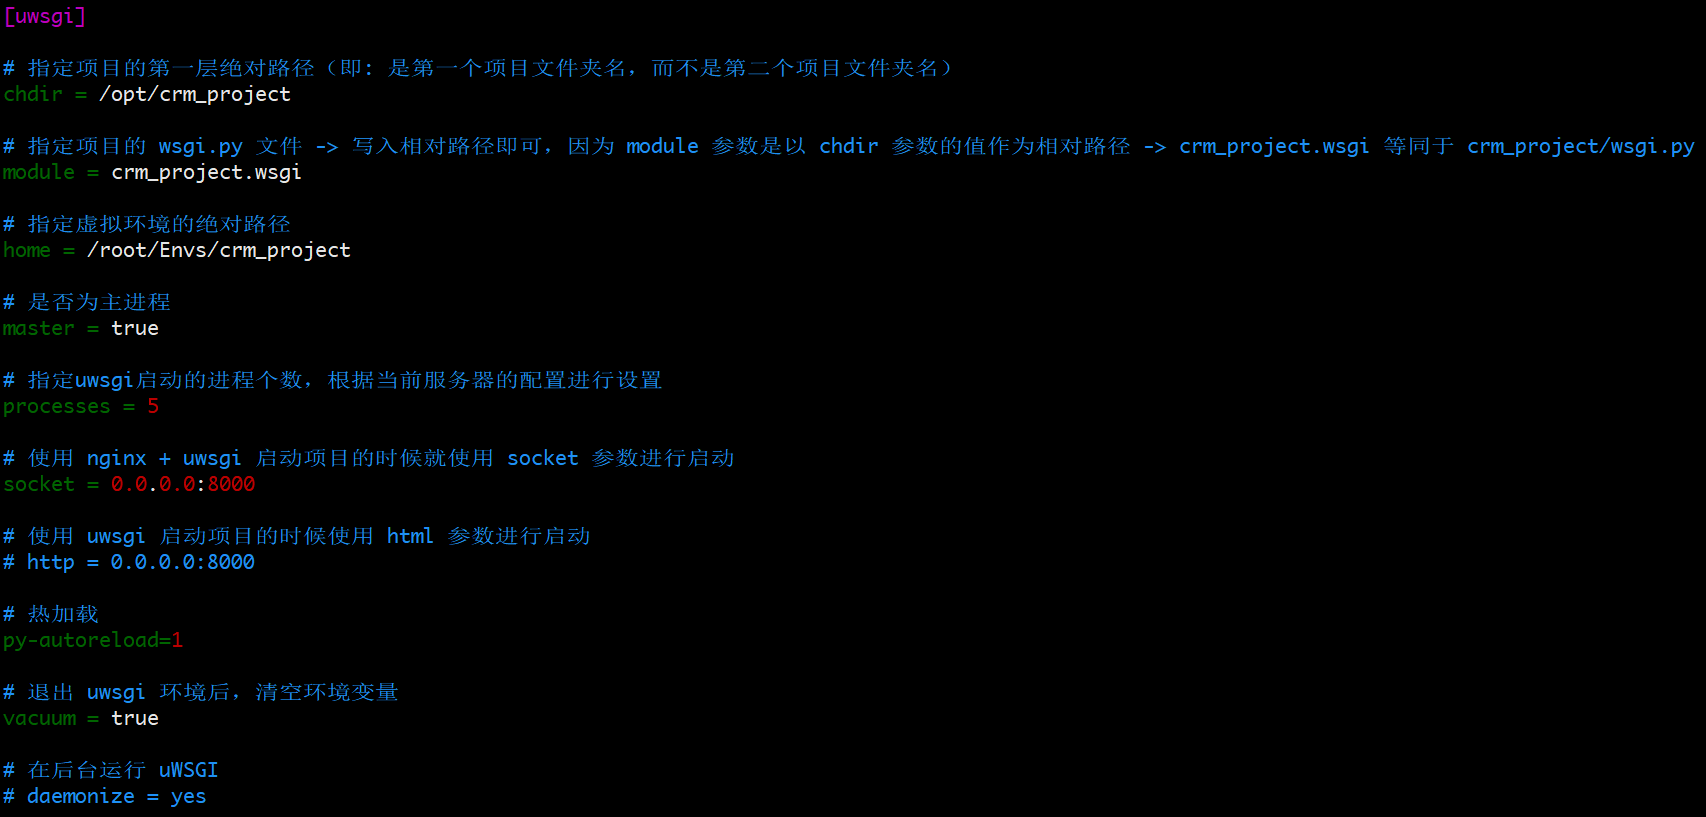 [uwsgi]
# 指定项目的第一层绝对路径（即: 是第一个项目文件夹名，而不是第二个项目文件夹名）
chdir = /opt/crm_project
# 指定项目的 wsgi.py 文件 -> 写入相对路径即可，因为 module 参数是以 chdir 参数的值作为相对路径 -> crm_project.wsgi 等同于 crm_project/wsgi.py
module = crm_project.wsgi
# 指定虚拟环境的绝对路径
home = /root/Envs/crm_project
# 是否为主进程
master = true
# 指定uwsgi启动的进程个数，根据当前服务器的配置进行设置
processes = 5
# 使用 nginx + uwsgi 启动项目的时候就使用 socket 参数进行启动
socket = 0.0.0.0:8000
# 使用 uwsgi 启动项目的时候使用 html 参数进行启动
# http = 0.0.0.0:8000
# 热加载
py-autoreload=1
# 退出 uwsgi 环境后，清空环境变量
vacuum = true
# 在后台运行 uWSGI
# daemonize = yes